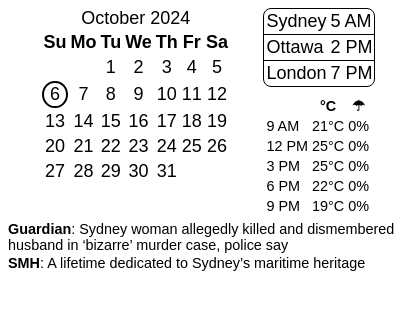 October 2024
Su Mo Tu We Th Fr Sa
1 2 3 4 5
6 7 8 9 10 11 12
13 14 15 16 17 18 19
20 21 22 23 24 25 26
27 28 29 30 31
Sydney 5 AM
Ottawa 2 PM
London 7 PM
°C ☂
9 AM 21°C 0%
12 PM 25°C 0%
3 PM 25°C 0%
6 PM 22°C 0%
9 PM 19°C 0%
Guardian: Sydney woman allegedly killed and dismembered
husband in ‘bizarre’ murder case, police say
SMH: A lifetime dedicated to Sydney’s maritime heritage